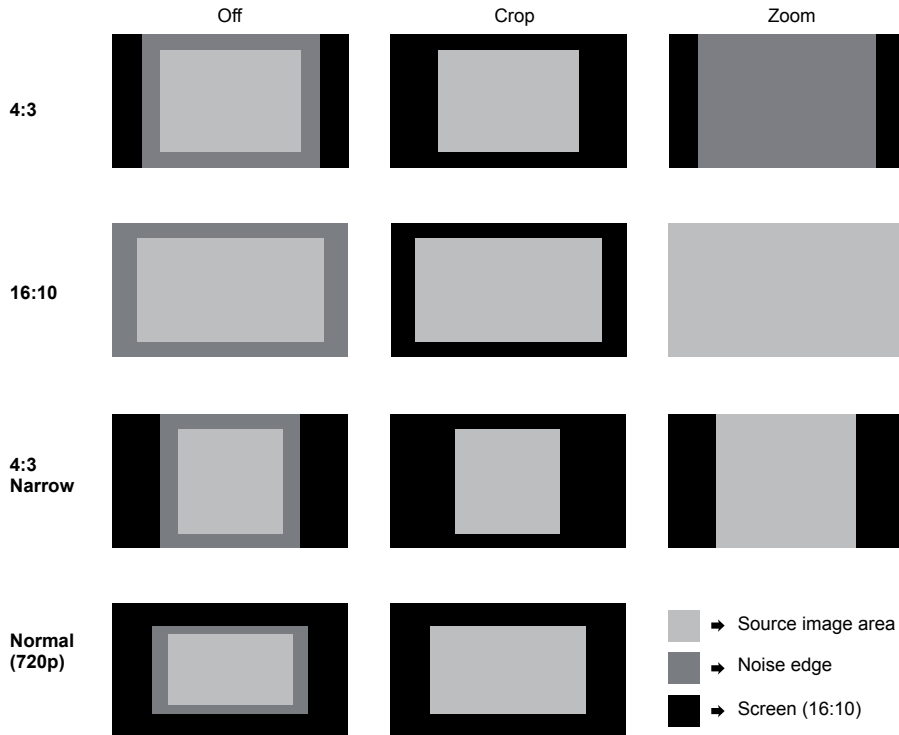 Off Crop Zoom
4:3
16:10
4:3
Narrow
Normal
(720p)
➡ Source image area
➡ Noise edge
➡ Screen (16:10)